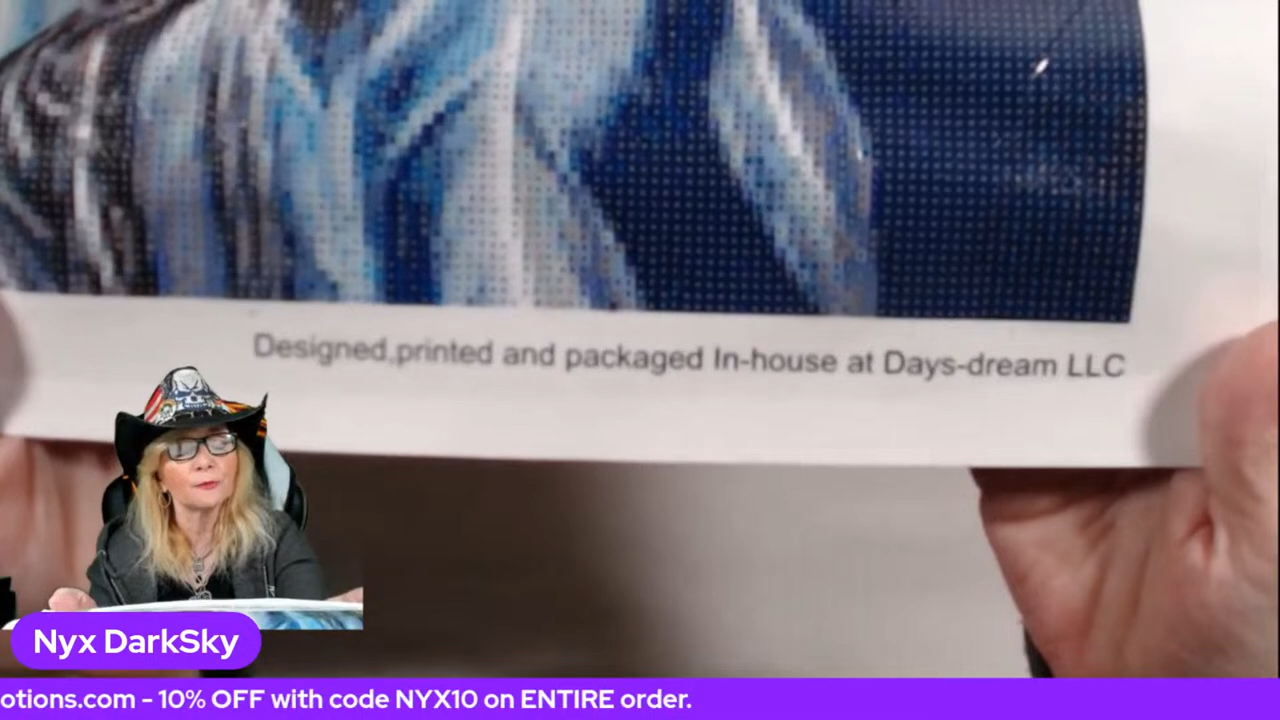 Designed,printed and packaged In-house at Days-dream LLC
Nyx DarkSky
otions.com - 10% OFF with code NYX10 on ENTIRE order.